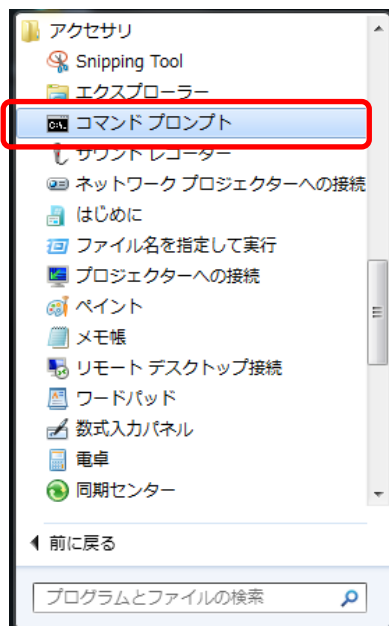 アクセサリ
Snipping Tool
エクスプローラー
コマンド プロンプト
サウンド レコーダー
ネットワーク プロジェクターへの接続
はじめに
ファイル名を指定して実行
プロジェクターへの接続
ペイント
メモ帳
リモート デスクトップ接続
ワードパッド
数式入力パネル
電卓
同期センター
前に戻る
プログラムとファイルの検索